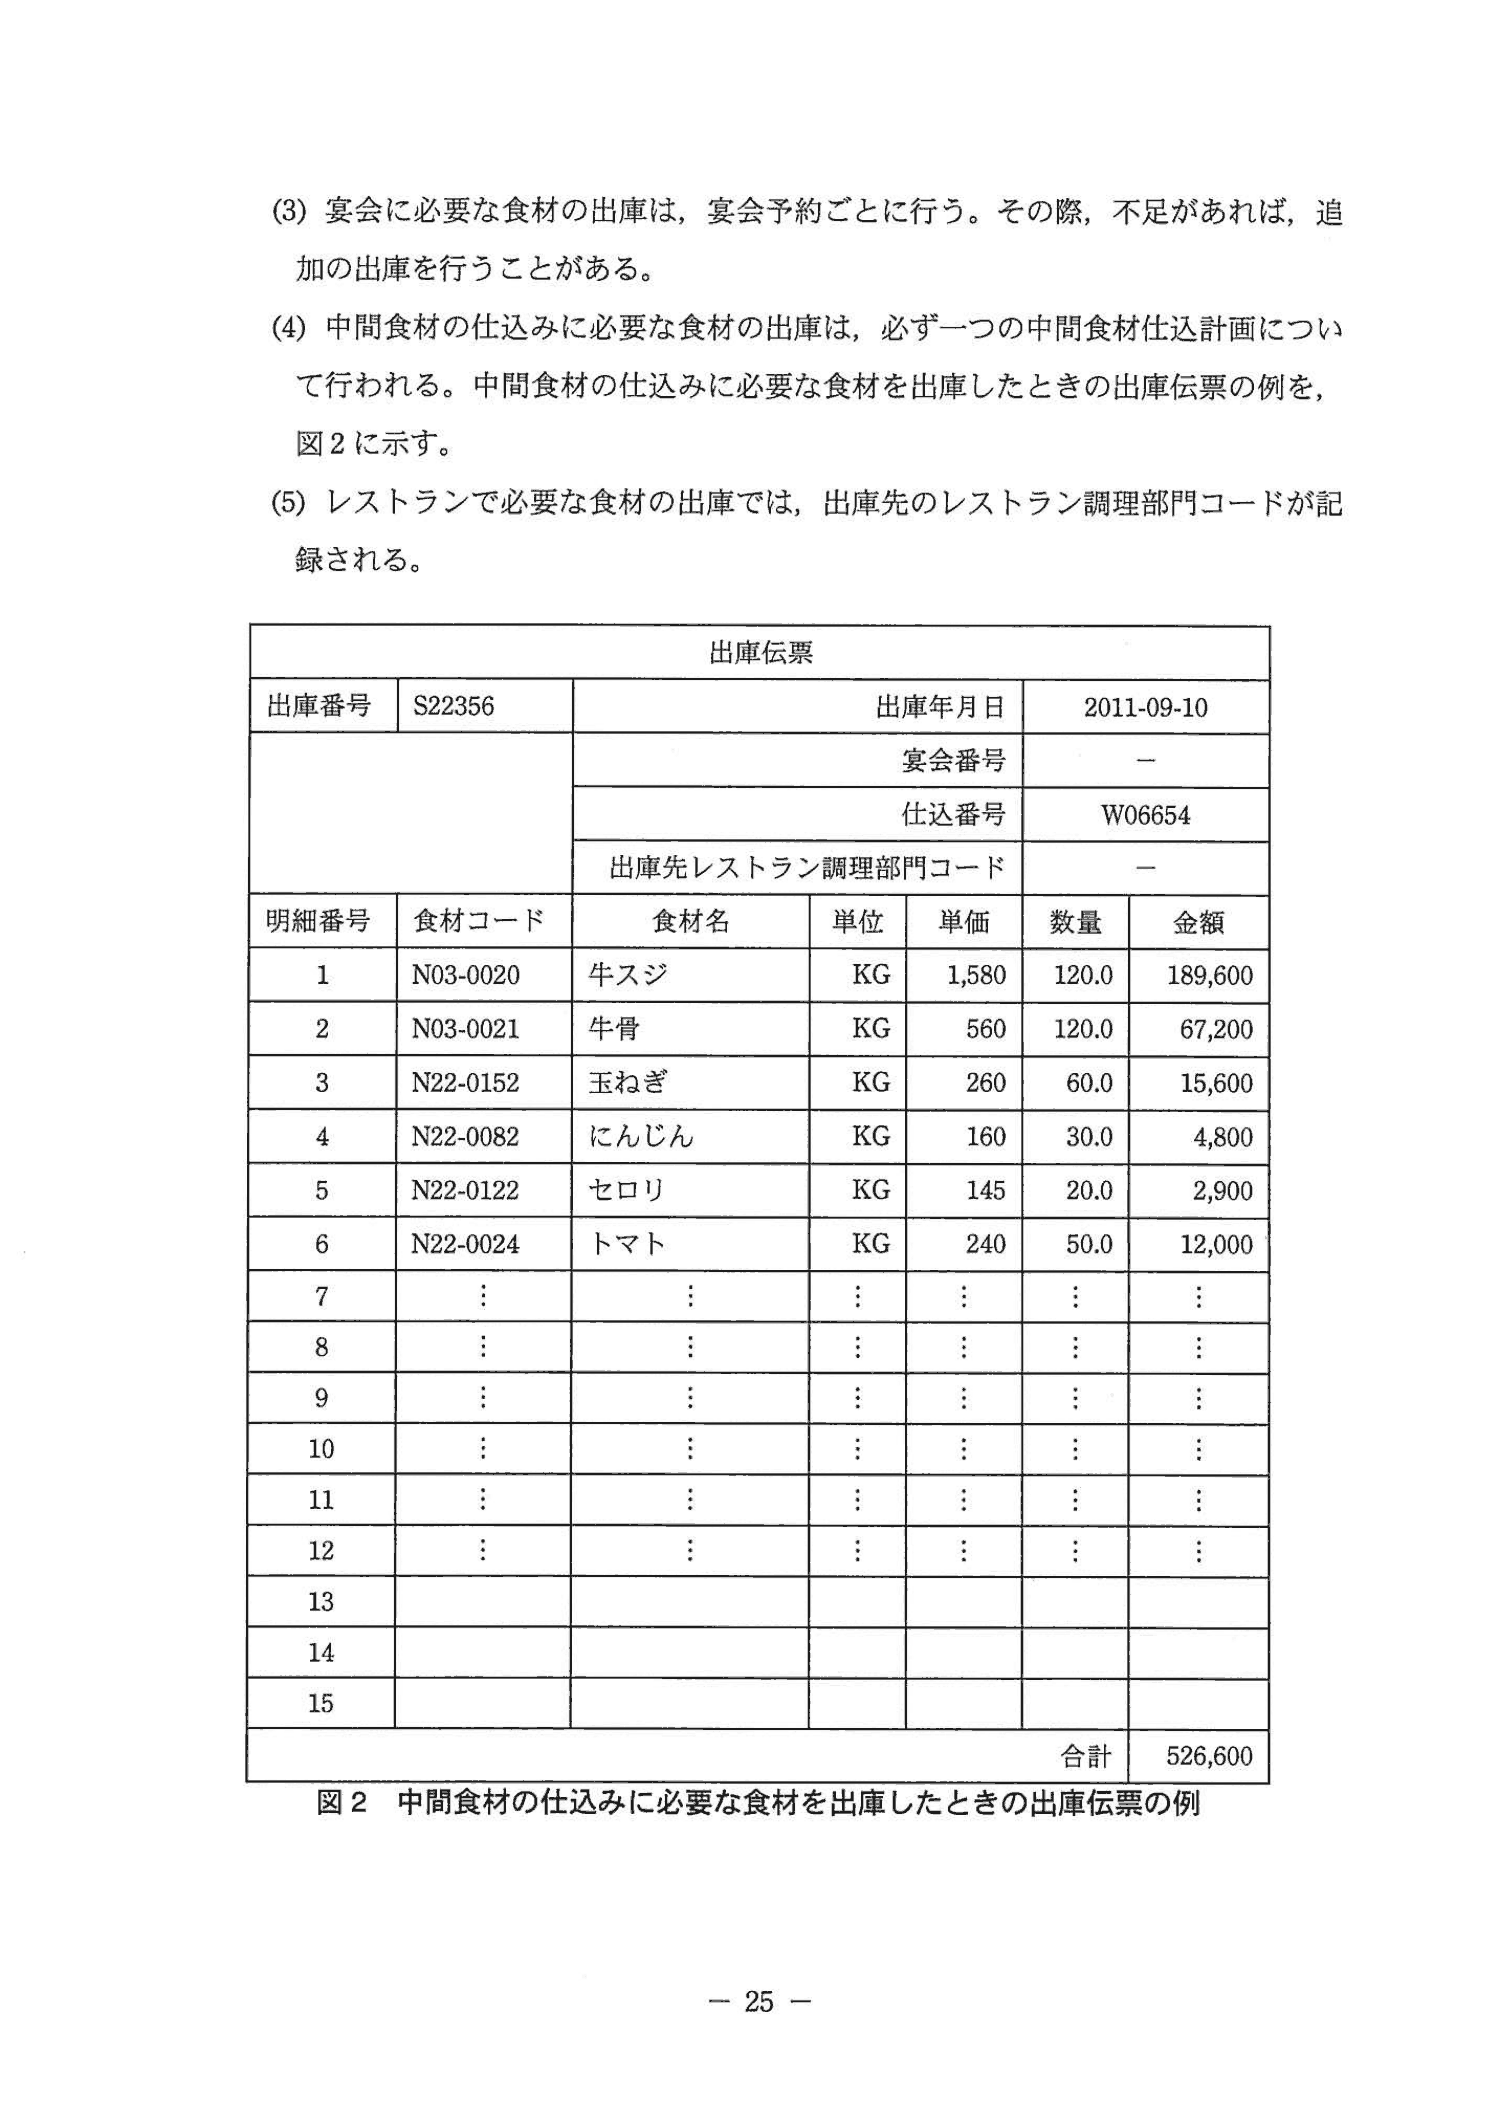 (3) 宴会に必要な食材の出庫は，宴会予約ごとに行う。その際，不足があれば，追
加の出庫を行うことがある。
(4) 中間食材の仕込みに必要な食材の出庫は，必ず一つの中間食材仕込計画につい
て行われる。中間食材の仕込みに必要な食材を出庫したときの出庫伝票の例を，
図2に示す。
(5) レストランで必要な食材の出庫では，出庫先のレストラン調理部門コードが記
録される。
出庫伝票
出庫番号 S22356 出庫年月日 2011-09-10
宴会番号 －
仕込番号 W06654
出庫先レストラン調理部門コード －
明細番号 食材コード 食材名 単位 単価 数量 金額
1 N03-0020 牛スジ KG 1,580 120.0 189,600
2 N03-0021 牛骨 KG 560 120.0 67,200
3 N22-0152 玉ねぎ KG 260 60.0 15,600
4 N22-0082 にんじん KG 160 30.0 4,800
5 N22-0122 セロリ KG 145 20.0 2,900
6 N22-0024 トマト KG 240 50.0 12,000
7 ⋮ ⋮ ⋮ ⋮ ⋮ ⋮
8 ⋮ ⋮ ⋮ ⋮ ⋮ ⋮
9 ⋮ ⋮ ⋮ ⋮ ⋮ ⋮
10 ⋮ ⋮ ⋮ ⋮ ⋮ ⋮
11 ⋮ ⋮ ⋮ ⋮ ⋮ ⋮
12 ⋮ ⋮ ⋮ ⋮ ⋮ ⋮
13
14
15
合計 526,600
図2 中間食材の仕込みに必要な食材を出庫したときの出庫伝票の例
－ 25 －